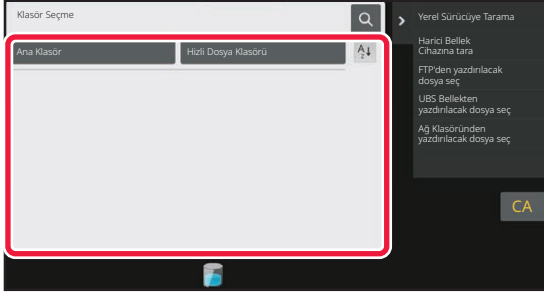 Klasör Seçme
Ana Klasör
Hizli Dosya Klasörü
A
Z
Yerel Sürücüye Tarama
Harici Bellek
Cihazına tara
FTP'den yazdırılacak
dosya seç
UBS Bellekten
yazdırılacak dosya seç
Ağ Klasöründen
yazdırılacak dosya seç
CA